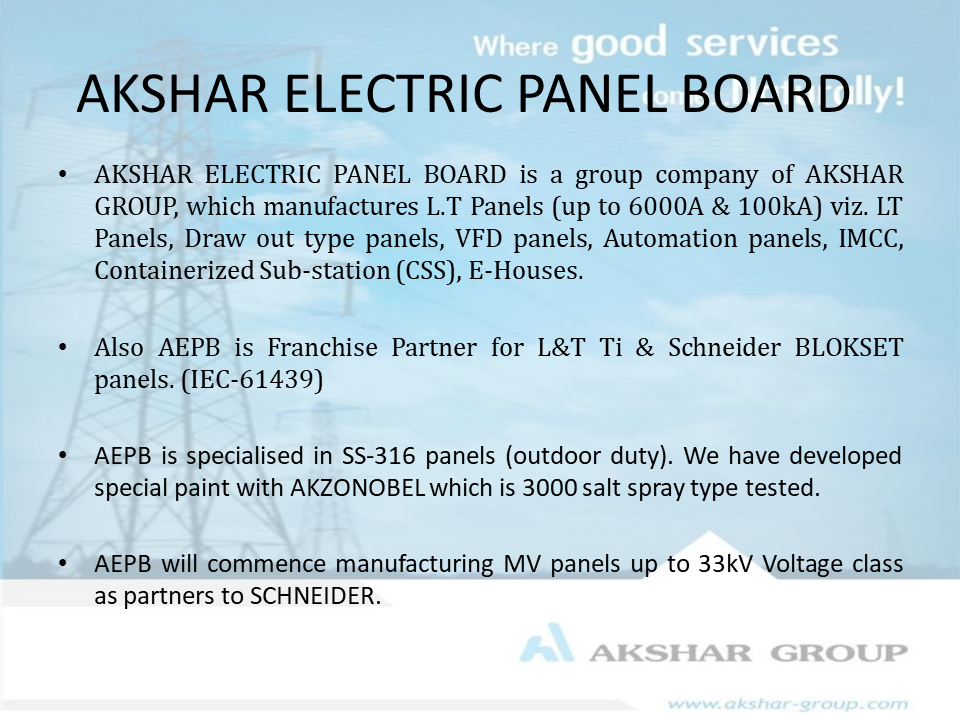 Where good services
come... Naturally!
AKSHAR ELECTRIC PANEL BOARD
• AKSHAR ELECTRIC PANEL BOARD is a group company of AKSHAR
GROUP, which manufactures L.T Panels (up to 6000A & 100kA) viz. LT
Panels, Draw out type panels, VFD panels, Automation panels, IMCC,
Containerized Sub-station (CSS), E-Houses.
• Also AEPB is Franchise Partner for L&T Ti & Schneider BLOKSET
panels. (IEC-61439)
• AEPB is specialised in SS-316 panels (outdoor duty). We have developed
special paint with AKZONOBEL which is 3000 salt spray type tested.
• AEPB will commence manufacturing MV panels up to 33kV Voltage class
as partners to SCHNEIDER.
AKSHAR GROUP
www.akshar-group.com